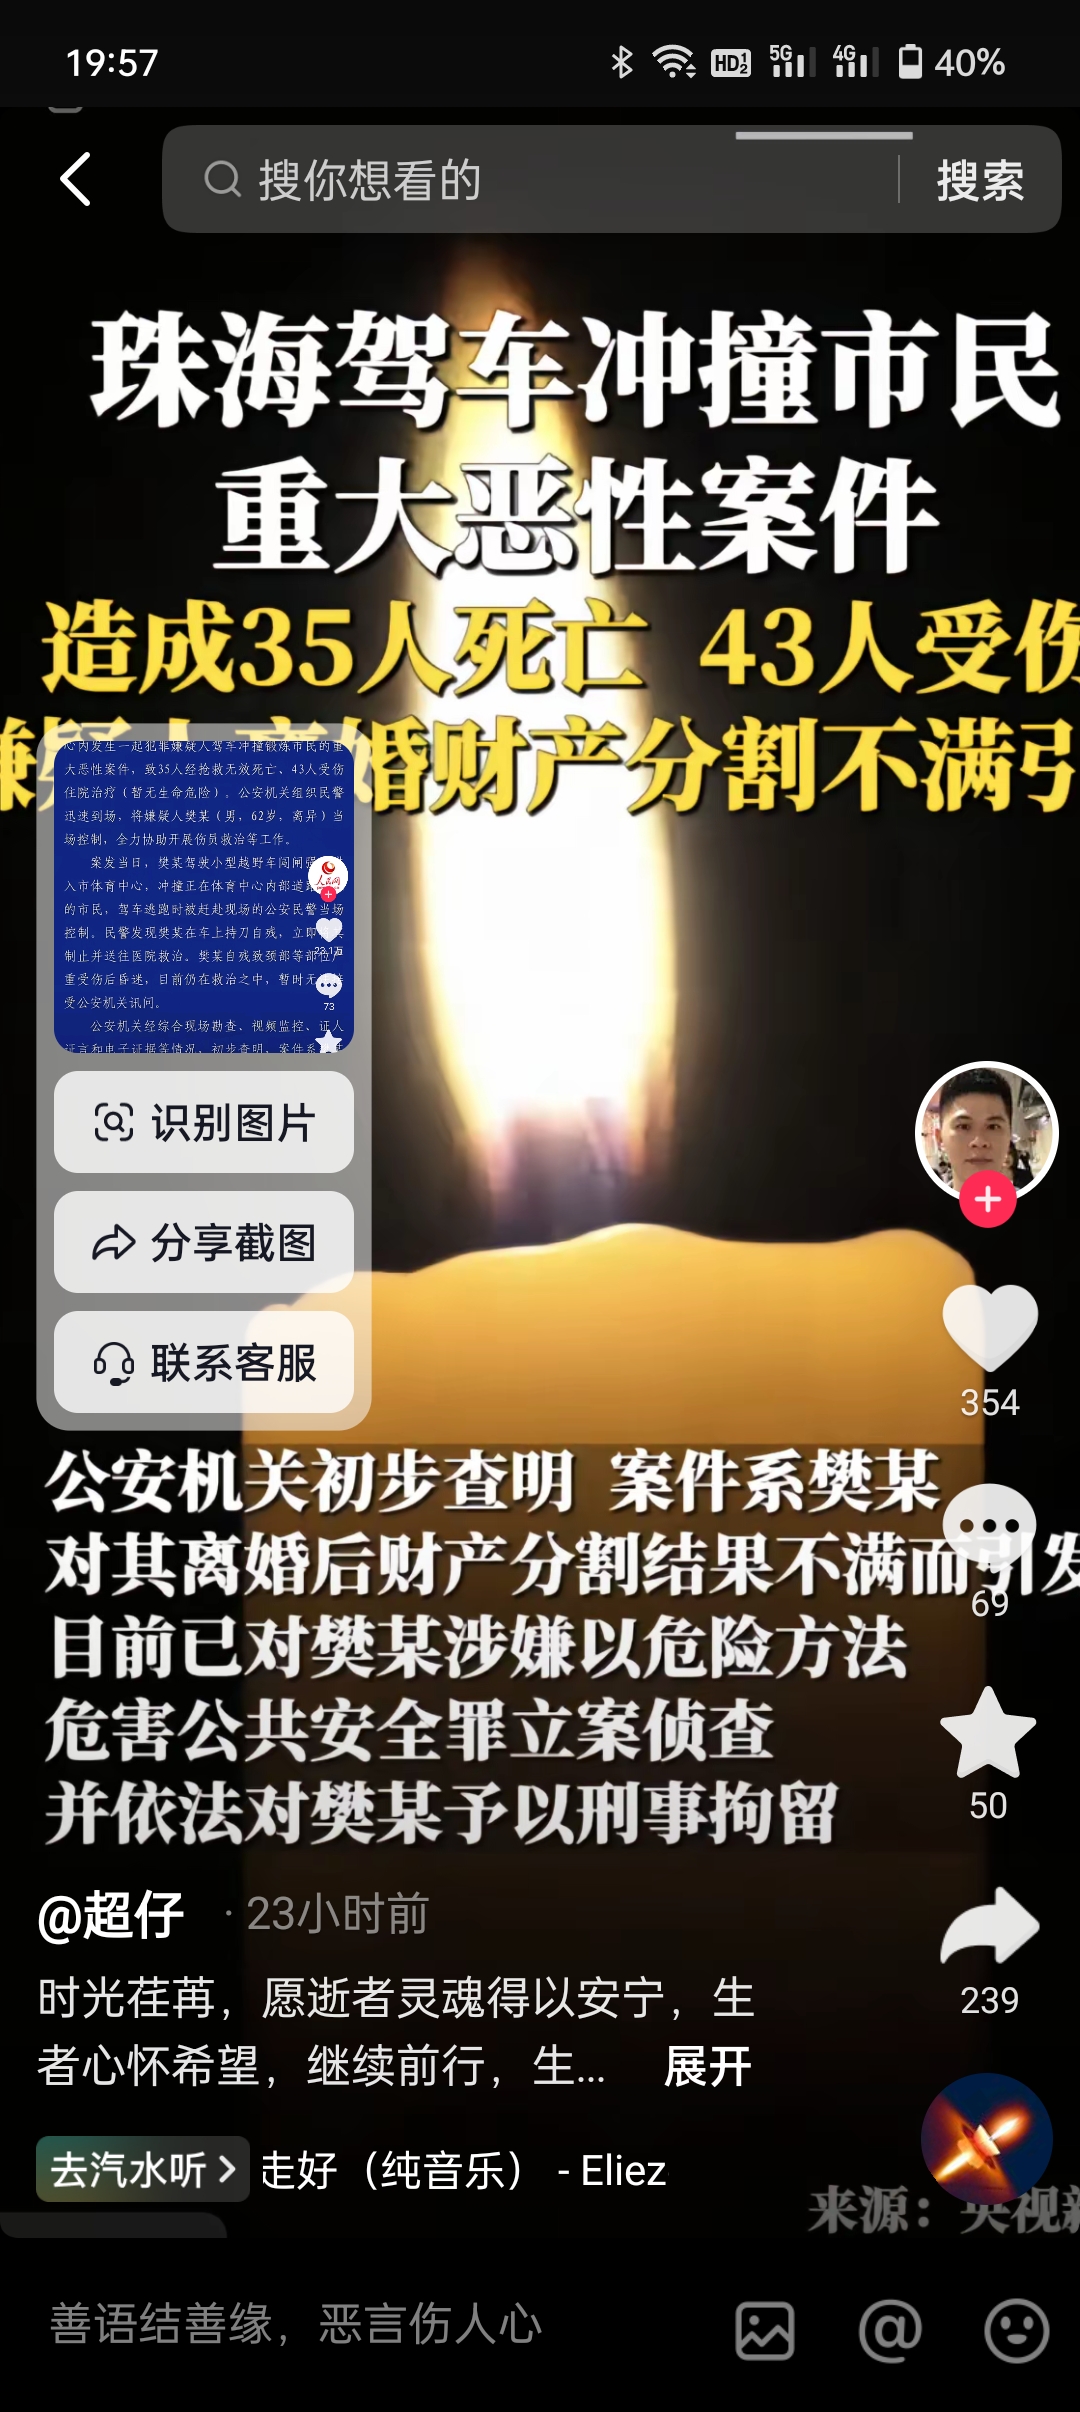 19:57
HD 1 2
5G
4G
40%
搜你想看的
搜索
珠海驾车冲撞市民
重大恶性案件
造成35人死亡 43人受伤
婚财产分割不满引
心内发生一起犯罪嫌疑人驾车冲撞锻炼市民的重
大恶性案件，致35人经抢救无效死亡、43人受伤
住院治疗（暂无生命危险）。公安机关组织民警
迅速到场，将嫌疑人樊某（男，62岁，离异）当
场控制，全力协助开展伤员救治等工作。
案发当日，樊某驾驶小型越野车闯闸强
入市体育中心，冲撞正在体育中心内部道
的市民，驾车逃跑时被赶赴现场的公安民警当场
控制。民警发现樊某在车上持刀自残，立即
制止并送往医院救治。樊某自残致颈部等部位
重受伤后昏迷，目前仍在救治之中，暂时无
受公安机关讯问。
公安机关经综合现场勘查、视频监控、证人
证言和电子证据等情况，初步查明，案件系
人民网
23.1万
73
识别图片
分享截图
联系客服
354
公安机关初步查明 案件系樊某
对其离婚后财产分割结果不满而引发
69
目前已对樊某涉嫌以危险方法
危害公共安全罪立案侦查
并依法对樊某予以刑事拘留
50
@超仔 · 23小时前
239
时光荏苒，愿逝者灵魂得以安宁，生
者心怀希望，继续前行，生... 展开
去汽水听 >
走好（纯音乐） - Eliez
来源：央视新
善语结善缘，恶言伤人心
@